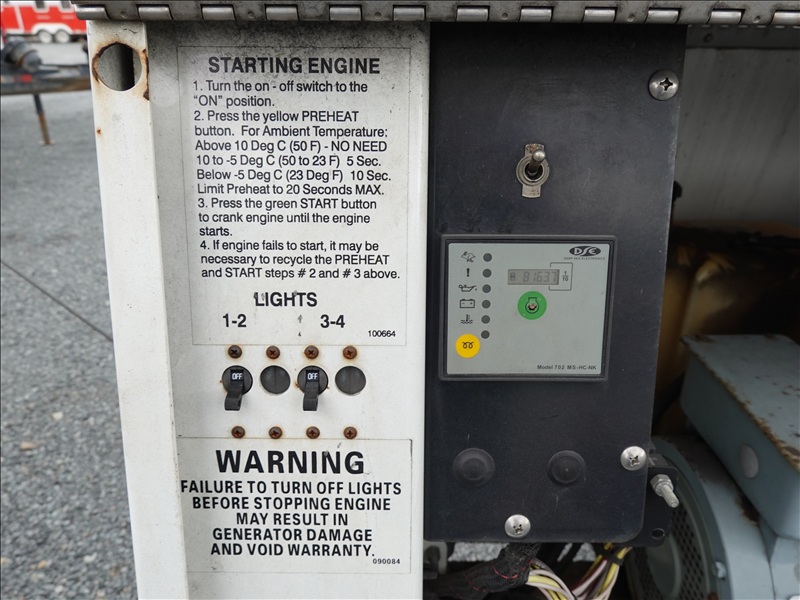 STARTING ENGINE
1. Turn the on - off switch to the
"ON" position.
2. Press the yellow PREHEAT
button. For Ambient Temperature:
Above 10 Deg C (50 F) - NO NEED
10 to -5 Deg C (50 to 23 F) 5 Sec.
Below -5 Deg C (23 Deg F) 10 Sec.
Limit Preheat to 20 Seconds MAX.
3. Press the green START button
to crank engine until the engine
starts.
4. If engine fails to start, it may be
necessary to recycle the PREHEAT
and START steps # 2 and # 3 above.
LIGHTS
1-2 3-4
100664
OFF OFF
WARNING
FAILURE TO TURN OFF LIGHTS
BEFORE STOPPING ENGINE
MAY RESULT IN
GENERATOR DAMAGE
AND VOID WARRANTY.
090084
DSE
81637
1
10
Model 702 MS-HC-NK